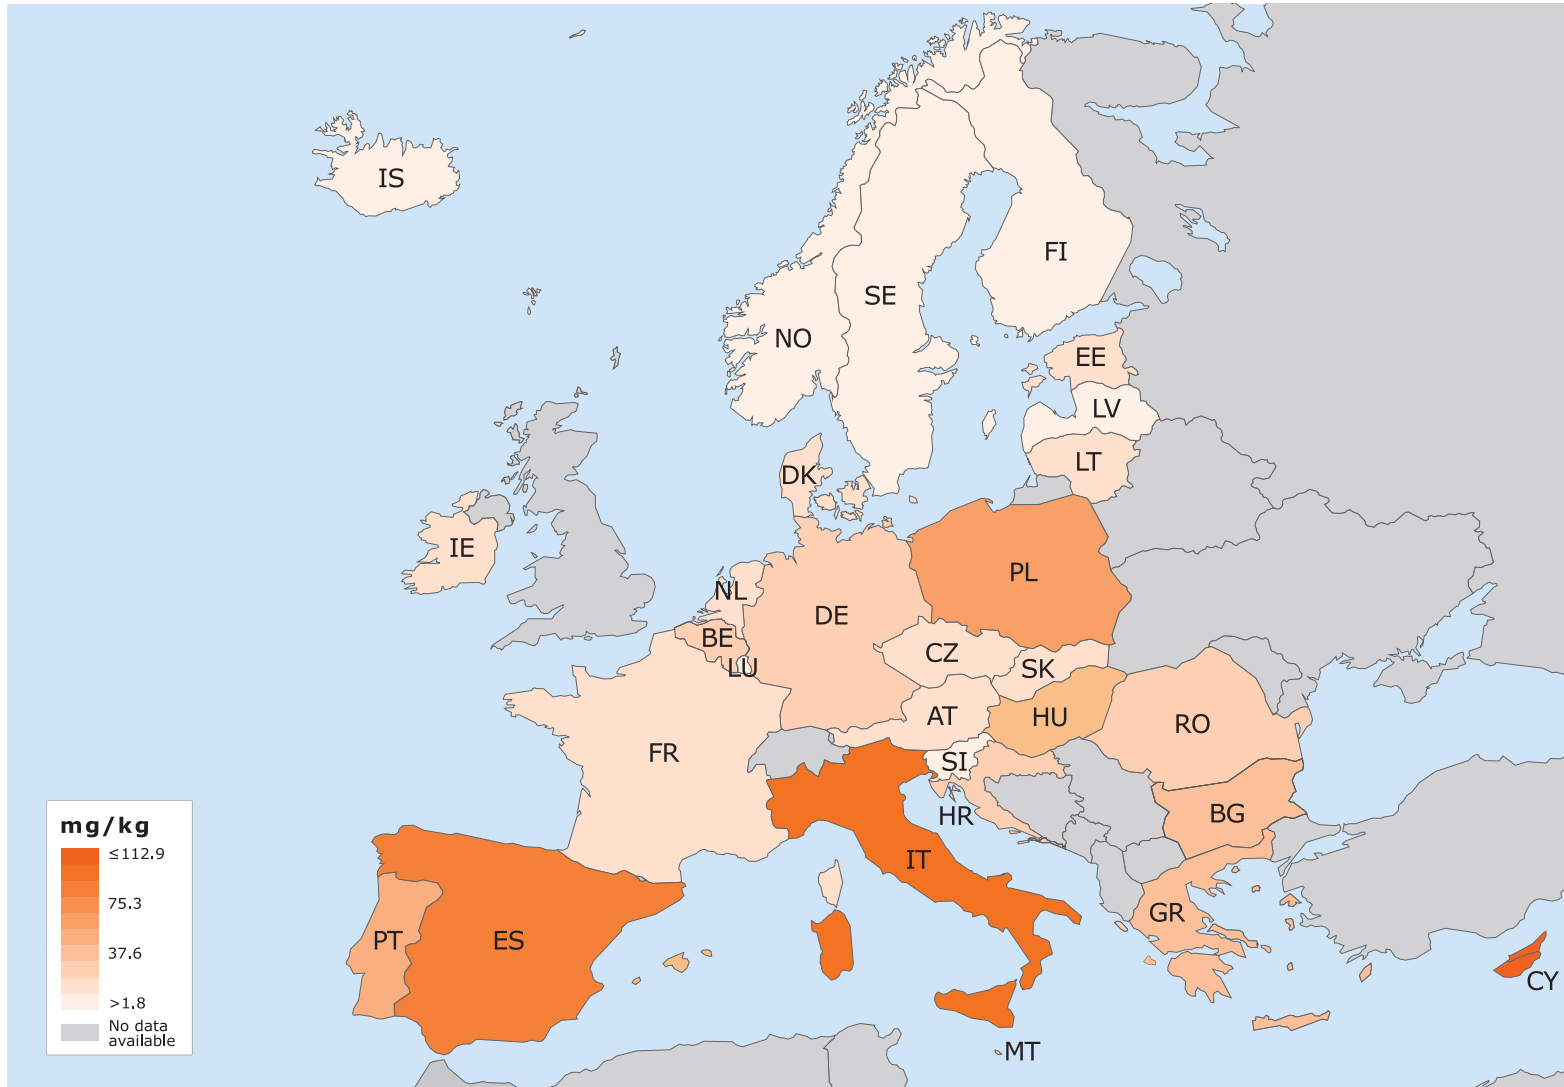 IS
FI
SE
NO
EE
LV
LT
DK
IE
PL
NL
DE
BE
CZ
LU
SK
AT
HU
RO
FR
SI
BG
HR
IT
GR
PT
ES
CY
MT
mg/kg
≤112.9
75.3
37.6
>1.8
No data
available